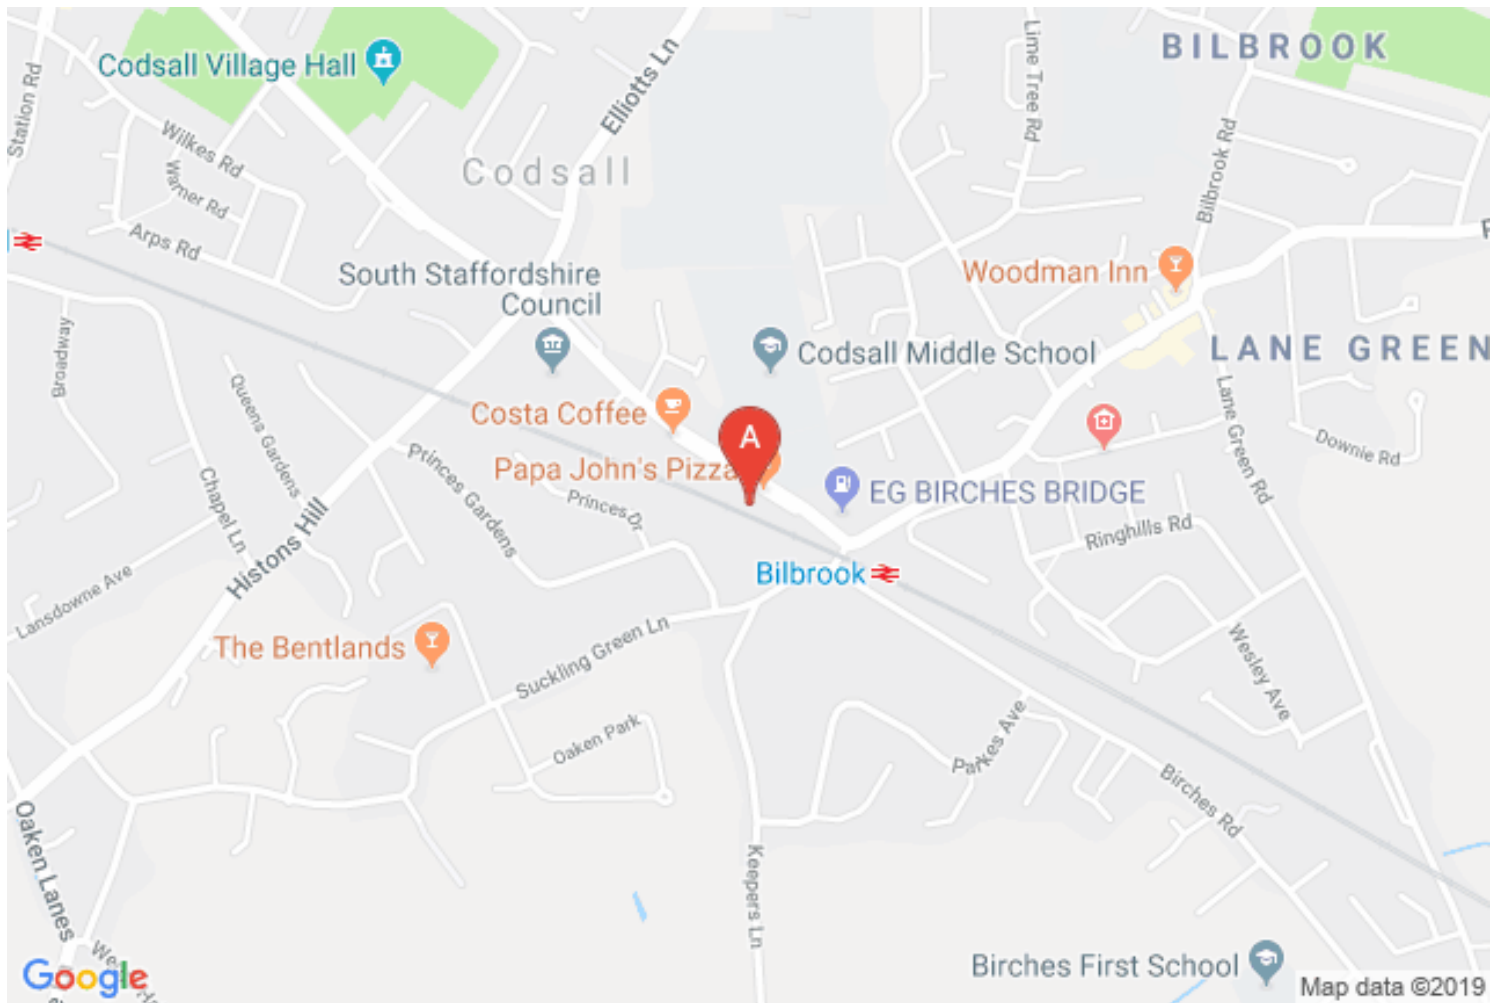 BILBROOK
Codsall Village Hall
Elliotts Ln
Lime Tree Rd
Station Rd
Wilkes Rd
Bilbrook Rd
Codsall
Warner Rd
Arps Rd
South Staffordshire
Council
Woodman Inn
Broadway
Codsall Middle School
LANE GREEN
Queens Gardens
Costa Coffee
A
Lane Green Rd
Downie Rd
Papa John's Pizza
Princes Gardens
Princes Dr
EG BIRCHES BRIDGE
Chapel Ln
Histons Hill
Ringhills Rd
Bilbrook
Lansdowne Ave
The Bentlands
Suckling Green Ln
Wesley Ave
Oaken Park
Parkes Ave
Birches Rd
Oaken Lanes
Keepers Ln
Birches First School
Google
Map data ©2019